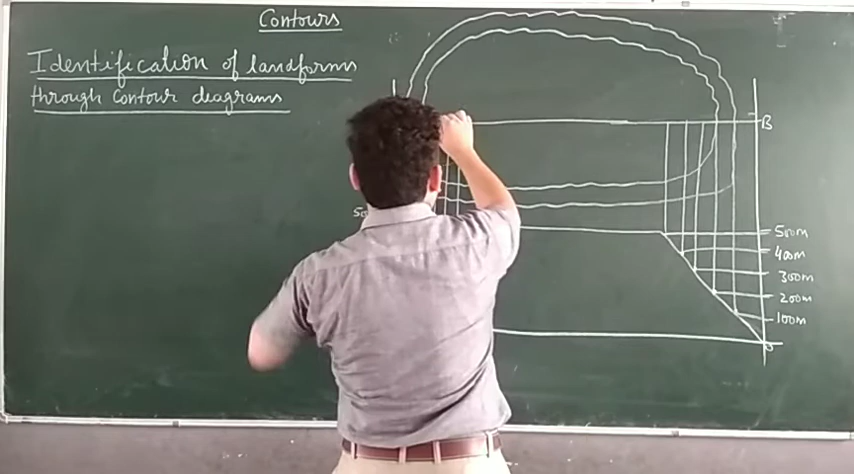 Contours
Identification of landforms
through contour diagrams
B
500m
400m
300m
200m
100m